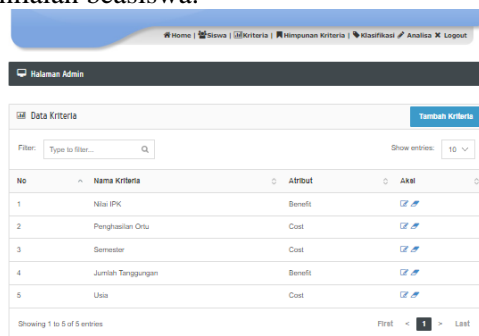 Home | Siswa | Kriteria | Himpunan Kriteria | Klasifikasi Analisa Logout
Halaman Admin
Data Kriteria Tambah Kriteria
Filter: Type to filter... Show entries: 10
No Nama Kriteria Atribut Aksi
1 Nilai IPK Benefit
2 Penghasilan Ortu Cost
3 Semester Cost
4 Jumlah Tanggungan Benefit
5 Usia Cost
Showing 1 to 5 of 5 entries First < 1 > Last